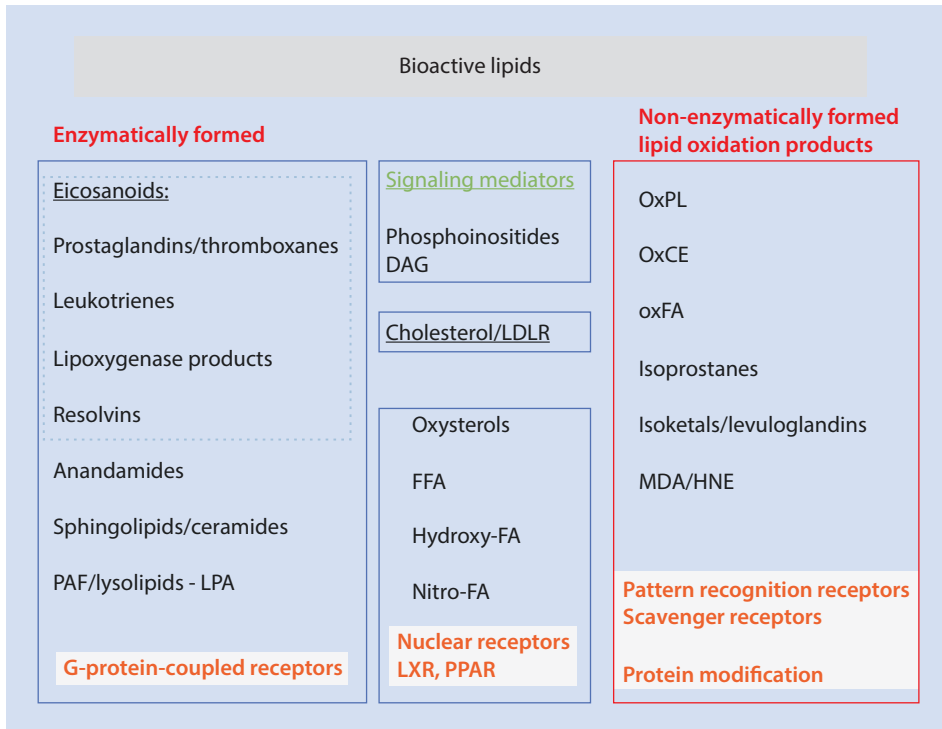 Bioactive lipids
Enzymatically formed
Eicosanoids:
Prostaglandins/thromboxanes
Leukotrienes
Lipoxygenase products
Resolvins
Anandamides
Sphingolipids/ceramides
PAF/lysolipids - LPA
G-protein-coupled receptors
Signaling mediators
Phosphoinositides
DAG
Cholesterol/LDLR
Oxysterols
FFA
Hydroxy-FA
Nitro-FA
Nuclear receptors
LXR, PPAR
Non-enzymatically formed
lipid oxidation products
OxPL
OxCE
oxFA
Isoprostanes
Isoketals/levuloglandins
MDA/HNE
Pattern recognition receptors
Scavenger receptors
Protein modification